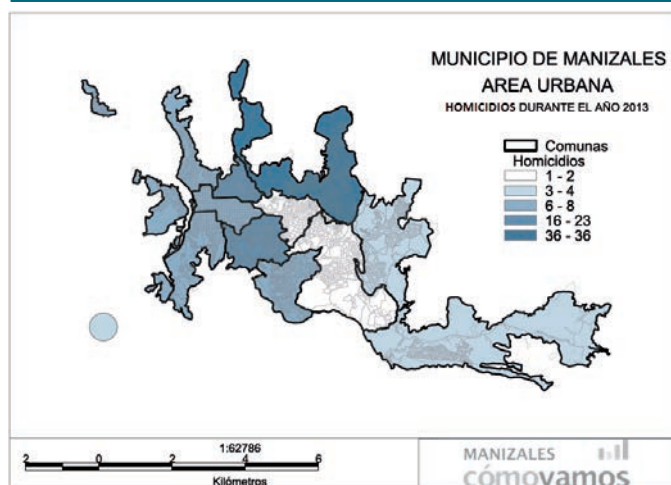 MUNICIPIO DE MANIZALES
AREA URBANA
HOMICIDIOS DURANTE EL AÑO 2013
Comunas
Homicidios
1 - 2
3 - 4
6 - 8
16 - 23
36 - 36
1:62786
2 0 2 4 6
Kilómetros
MANIZALES
cómovamos